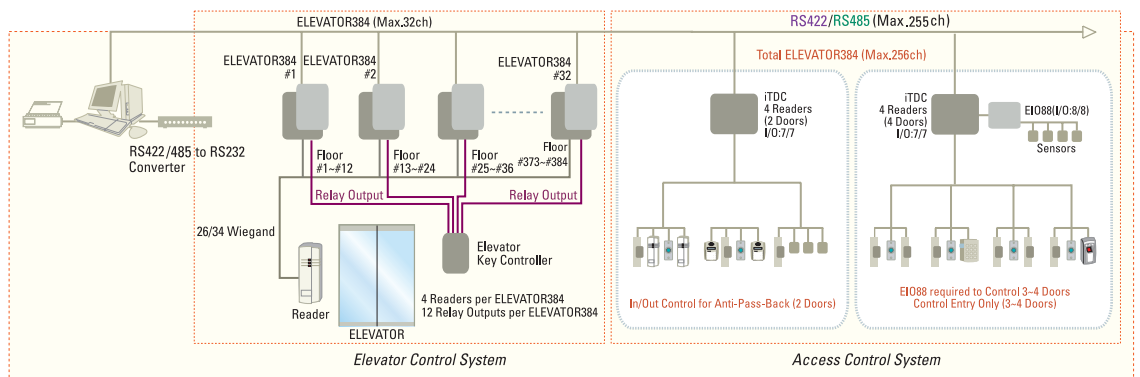 ELEVATOR384 (Max.32ch)
RS422/RS485 (Max.255ch)
Total ELEVATOR384 (Max.256ch)
ELEVATOR384
#1
ELEVATOR384
#2
ELEVATOR384
#32
RS422/485 to RS232
Converter
Floor
#1~#12
Floor
#13~#24
Floor
#25~#36
Floor
#373~#384
Relay Output
Relay Output
26/34 Wiegand
Reader
ELEVATOR
Elevator
Key Controller
4 Readers per ELEVATOR384
12 Relay Outputs per ELEVATOR384
Elevator Control System
iTDC
4 Readers
(2 Doors)
I/O:7/7
In/Out Control for Anti-Pass-Back (2 Doors)
iTDC
4 Readers
(4 Doors)
I/O:7/7
EIO88(I/O:8/8)
Sensors
EIO88 required to Control 3~4 Doors
Control Entry Only (3~4 Doors)
Access Control System